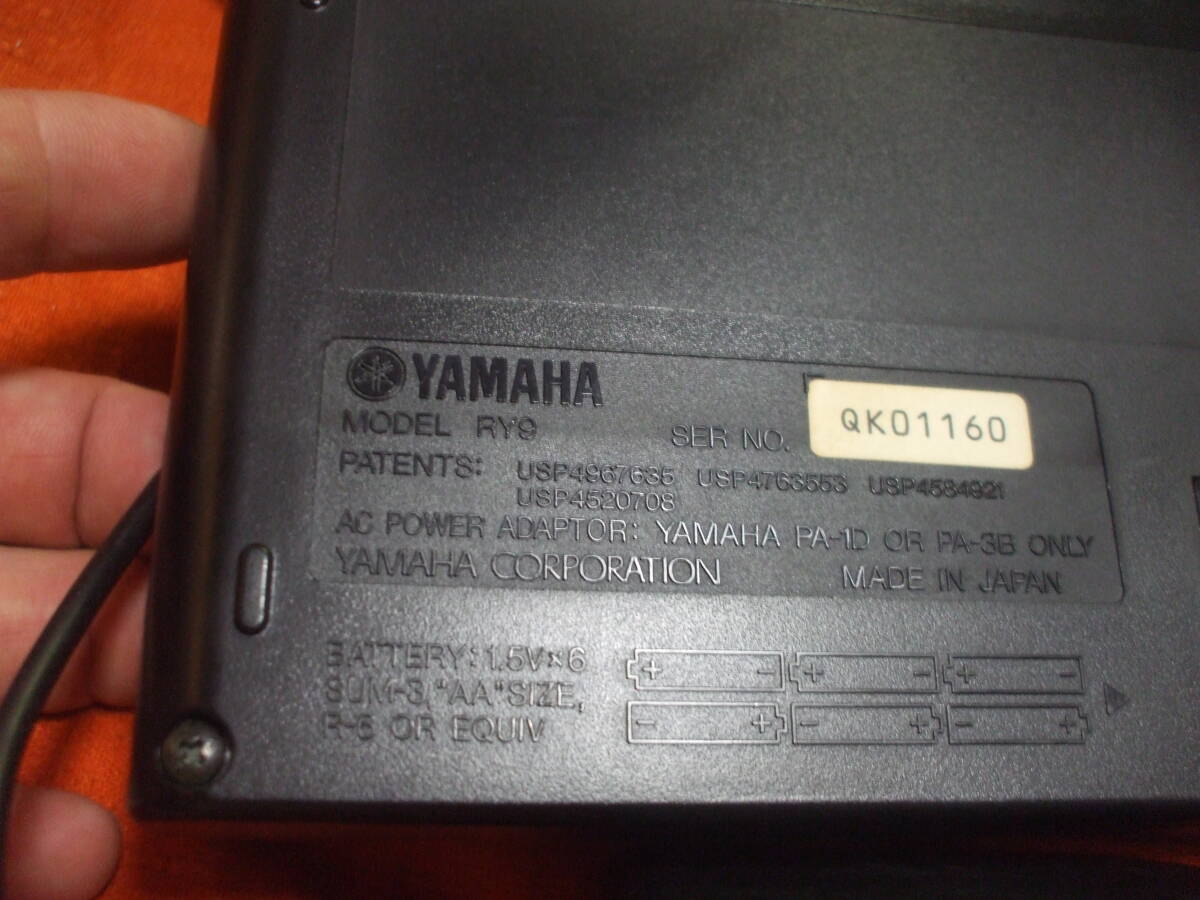 YAMAHA
MODEL RY9 SER NO. QK01160
PATENTS: USP4967635 USP4763553 USP4584921
USP4520708
AC POWER ADAPTOR: YAMAHA PA-1D OR PA-3B ONLY
YAMAHA CORPORATION MADE IN JAPAN
BATTERY: 1.5V×6
SUM-3, "AA" SIZE,
R-6 OR EQUIV
+ - + - + -
- + - + - +